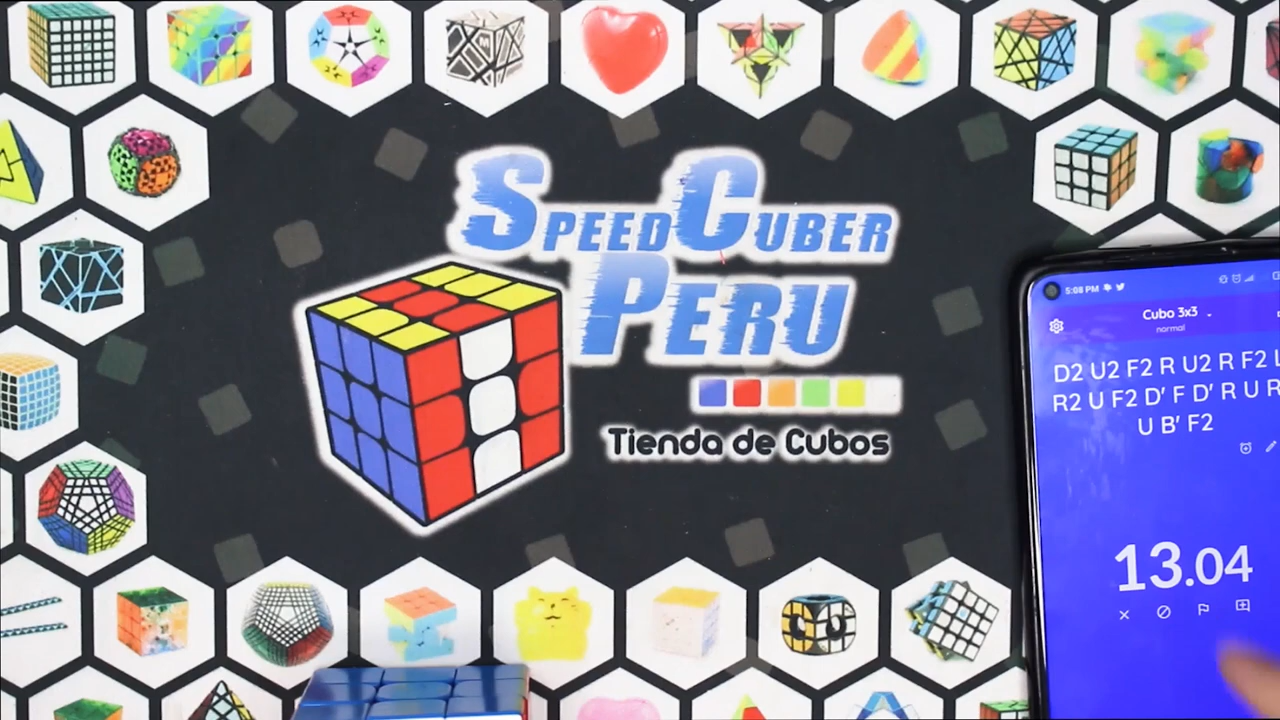 SPEEDCUBER
PERU
Tienda de Cubos
5:08 PM
Cubo 3x3
normal
D2 U2 F2 R U2 R F2
R2 U F2 D' F D' R U R
U B' F2
13.04